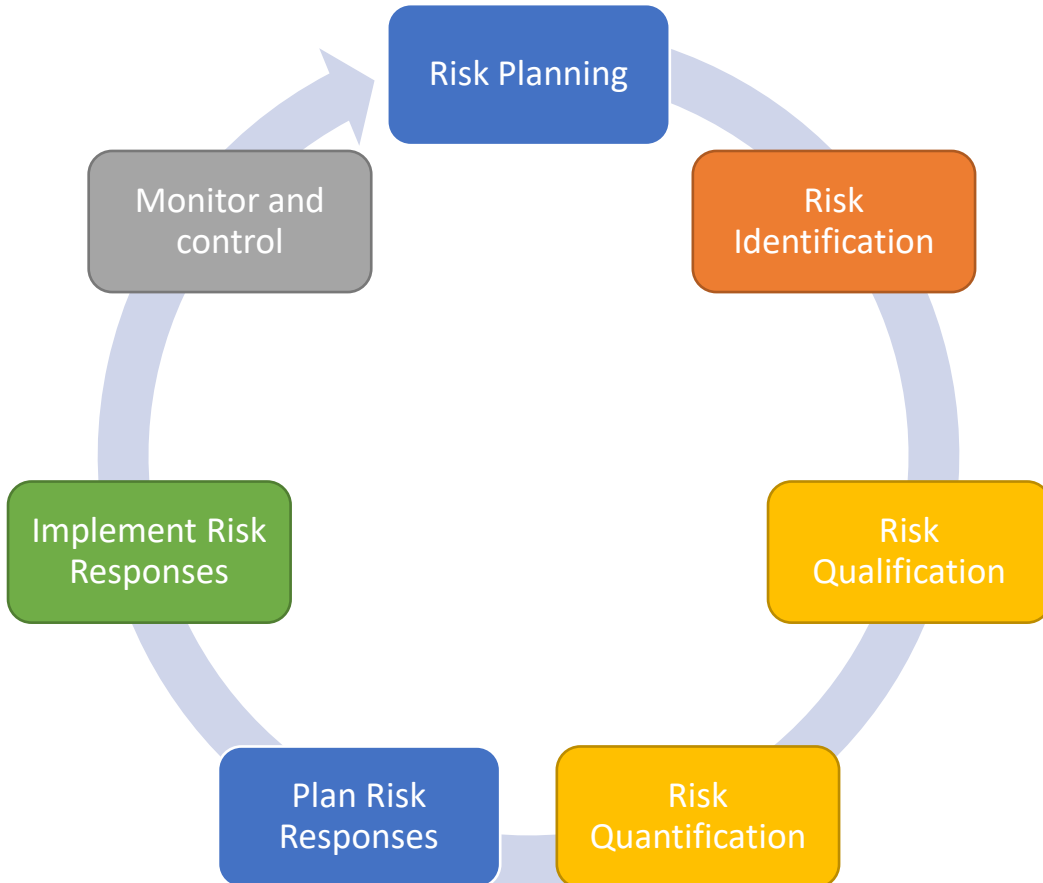 Risk Planning
Risk
Identification
Risk
Qualification
Risk
Quantification
Plan Risk
Responses
Implement Risk
Responses
Monitor and
control